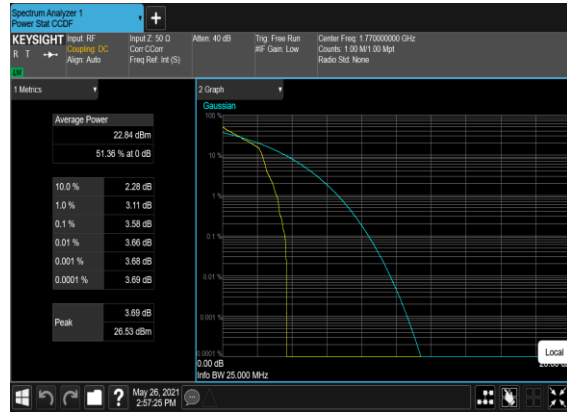 Spectrum Analyzer 1
Power Stat CCDF
KEYSIGHT
R T
Input: RF
Coupling: DC
Align: Auto
Input Z: 50 Ω
Corr CCorr
Freq Ref: Int (S)
Atten: 40 dB
Trig: Free Run
#IF Gain: Low
Center Freq: 1.770000000 GHz
Counts: 1.00 M/1.00 Mpt
Radio Std: None
1 Metrics
Average Power
22.84 dBm
51.36 % at 0 dB
10.0 % 2.28 dB
1.0 % 3.11 dB
0.1 % 3.58 dB
0.01 % 3.66 dB
0.001 % 3.68 dB
0.0001 % 3.69 dB
Peak
3.69 dB
26.53 dBm
2 Graph
Gaussian
100 %
10 %
1 %
0.1 %
0.01 %
0.001 %
0.0001 %
0.00 dB
Info BW 25.000 MHz
Local
May 26, 2021
2:57:25 PM